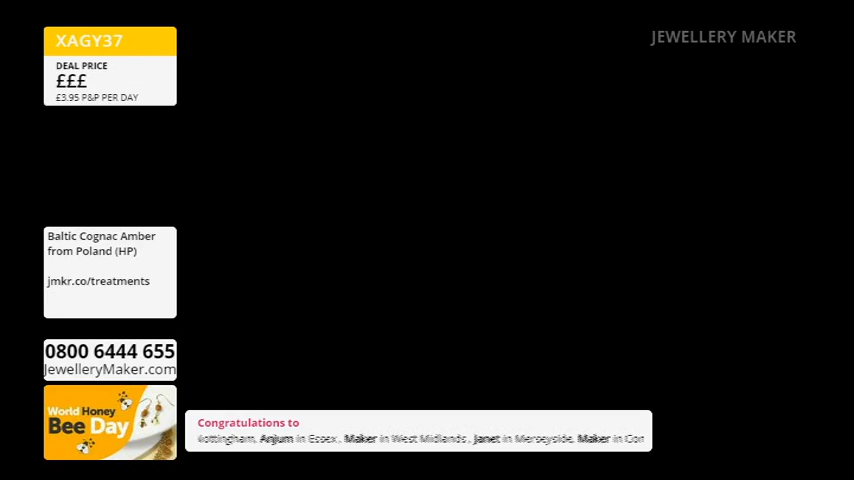 XAGY37
DEAL PRICE
£££
£3.95 P&P PER DAY
JEWELLERY MAKER
Baltic Cognac Amber
from Poland (HP)
jmkr.co/treatments
0800 6444 655
JewelleryMaker.com
World Honey
Bee Day
Congratulations to
Anjum in Essex, Maker in West Midlands, Janet in Merseyside, Maker in